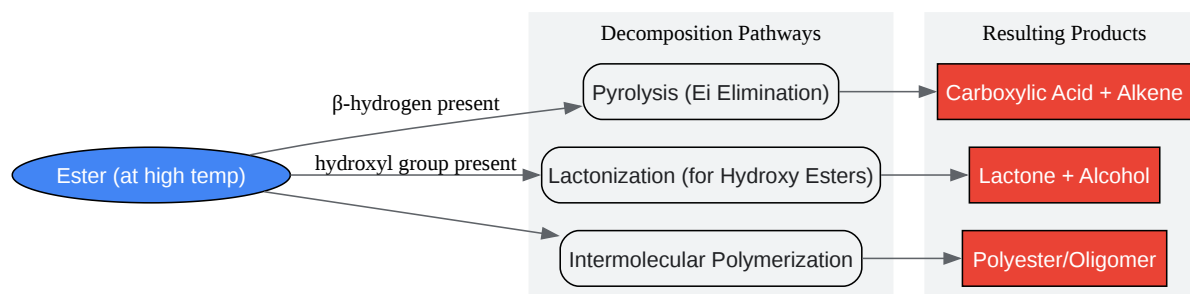 Decomposition Pathways
Resulting Products
β-hydrogen present
Pyrolysis (Ei Elimination)
Carboxylic Acid + Alkene
Ester (at high temp)
hydroxyl group present
Lactonization (for Hydroxy Esters)
Lactone + Alcohol
Intermolecular Polymerization
Polyester/Oligomer